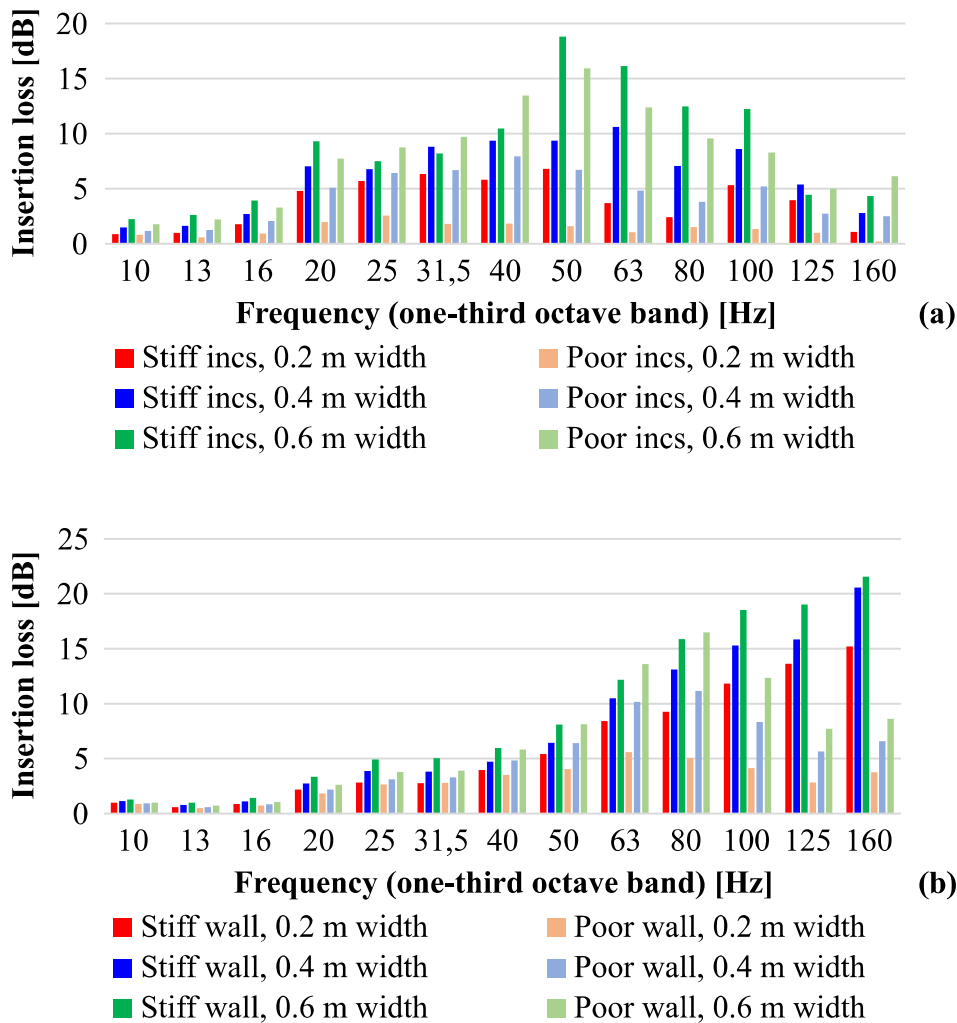 20
15
10
5
0
Insertion loss [dB]
10 13 16 20 25 31,5 40 50 63 80 100 125 160
Frequency (one-third octave band) [Hz] (a)
Stiff incs, 0.2 m width Poor incs, 0.2 m width
Stiff incs, 0.4 m width Poor incs, 0.4 m width
Stiff incs, 0.6 m width Poor incs, 0.6 m width
25
20
15
10
5
0
Insertion loss [dB]
10 13 16 20 25 31,5 40 50 63 80 100 125 160
Frequency (one-third octave band) [Hz] (b)
Stiff wall, 0.2 m width Poor wall, 0.2 m width
Stiff wall, 0.4 m width Poor wall, 0.4 m width
Stiff wall, 0.6 m width Poor wall, 0.6 m width